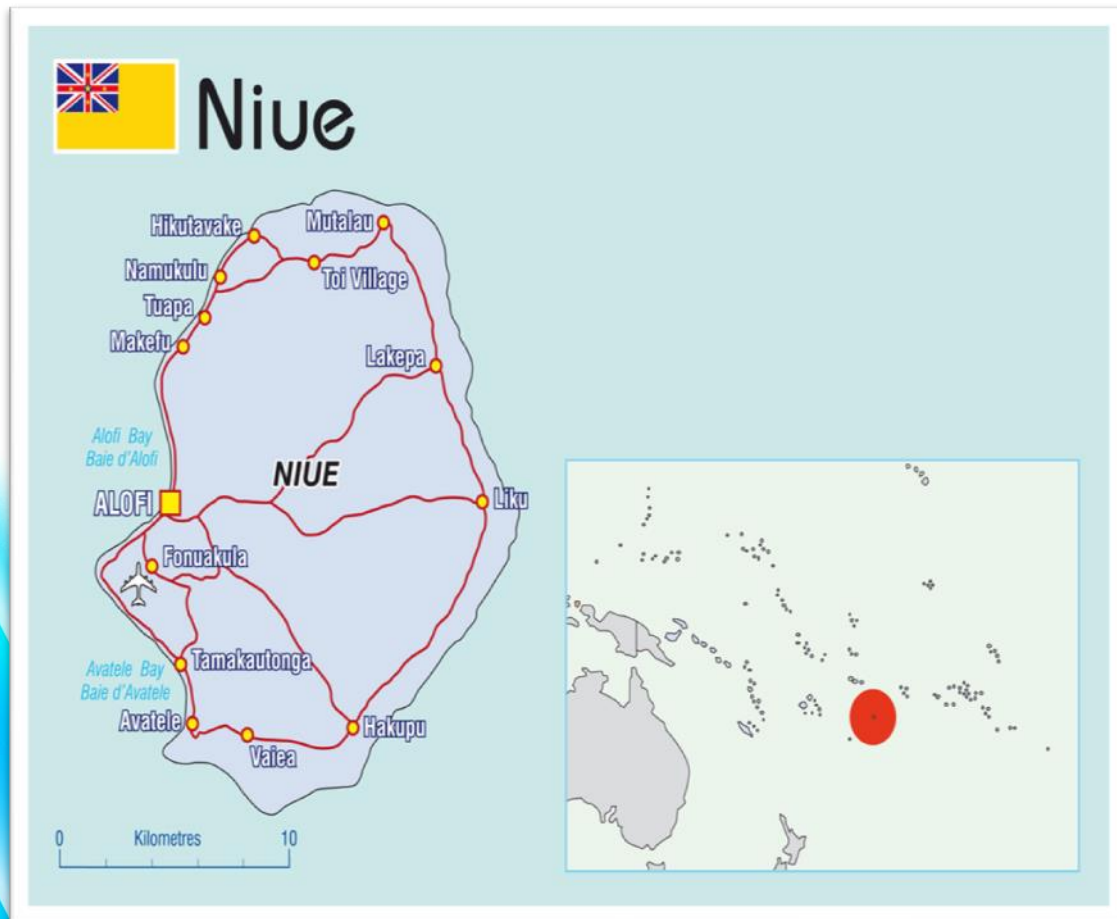 Niue
Hikutavake
Mutalau
Namukulu
Toi Village
Tuapa
Makefu
Lakepa
Alofi Bay
Baie d'Alofi
NIUE
ALOFI
Liku
Fonuakula
Tamakautonga
Avatele Bay
Baie d'Avatele
Avatele
Hakupu
Vaiea
0 Kilometres 10